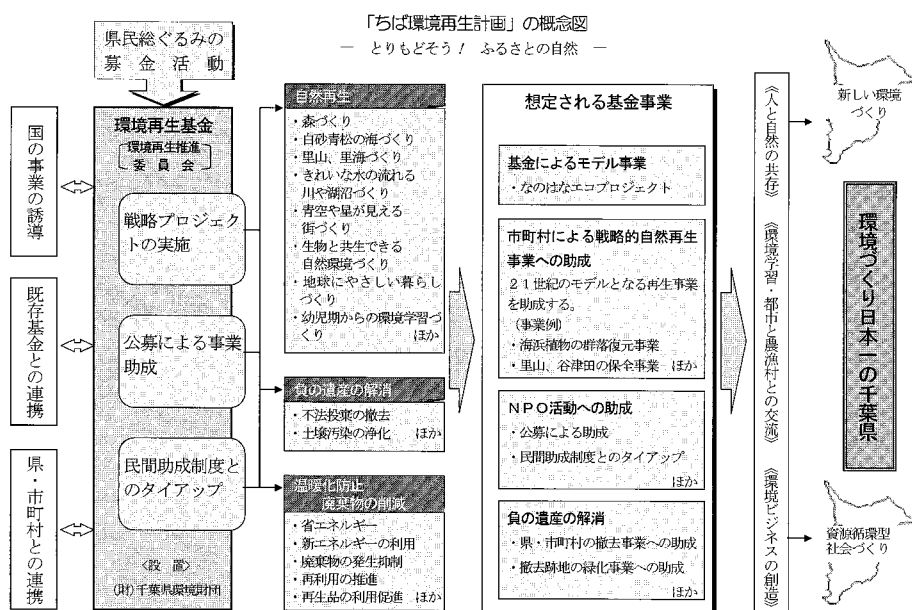 「ちば環境再生計画」の概念図
― とりもどそう! ふるさとの自然 ―
県民総ぐるみの
募金活動
国の事業の誘導
既存基金との連携
県・市町村との連携
環境再生基金
環境再生推進
委員会
戦略プロジェク
トの実施
公募による事業
助成
民間助成制度と
のタイアップ
〈設 置〉
(財)千葉県環境財団
自然再生
・森づくり
・白砂青松の海づくり
・里山、里海づくり
・きれいな水の流れる
川や湖沼づくり
・青空や星が見える
街づくり
・生物と共生できる
自然環境づくり
・地球にやさしい暮らし
づくり
・幼児期からの環境学習づ
くり ほか
負の遺産の解消
・不法投棄の撤去
・土壌汚染の浄化 ほか
温暖化防止
廃棄物の削減
・省エネルギー
・新エネルギーの利用
・廃棄物の発生抑制
・再利用の推進
・再生品の利用促進 ほか
想定される基金事業
基金によるモデル事業
・なのはなエコプロジェクト
市町村による戦略的自然再生
事業への助成
21世紀のモデルとなる再生事業
を助成する。
(事業例)
・海浜植物の群落復元事業
・里山、谷津田の保全事業 ほか
NPO活動への助成
・公募による助成
・民間助成制度とのタイアップ
ほか
負の遺産の解消
・県・市町村の撤去事業への助成
・撤去跡地の緑化事業への助成
ほか
《人と自然の共存》
《環境学習・都市と農漁村との交流》
《環境ビジネスの創造》
新しい環境
づくり
環境づくり日本一の千葉県
資源循環型
社会づくり